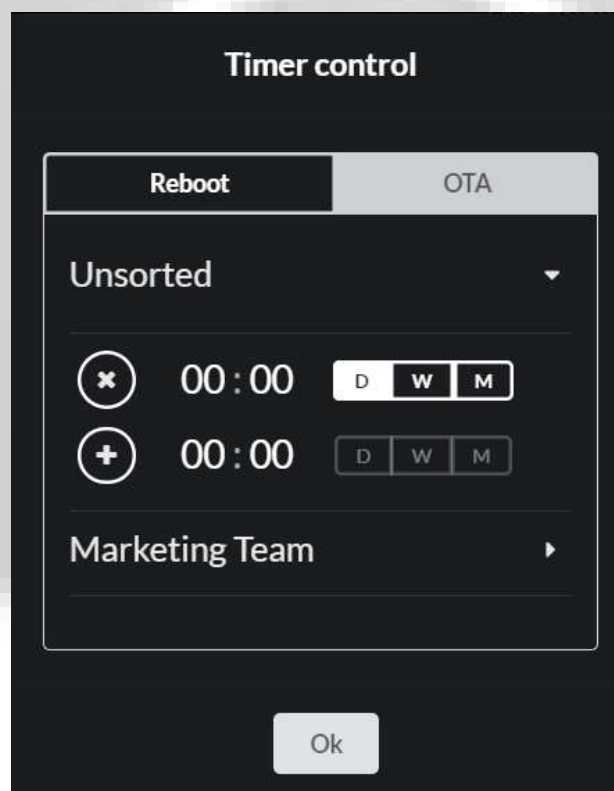 Timer control
Reboot OTA
Unsorted
00:00 D W M
00:00 D W M
Marketing Team
Ok